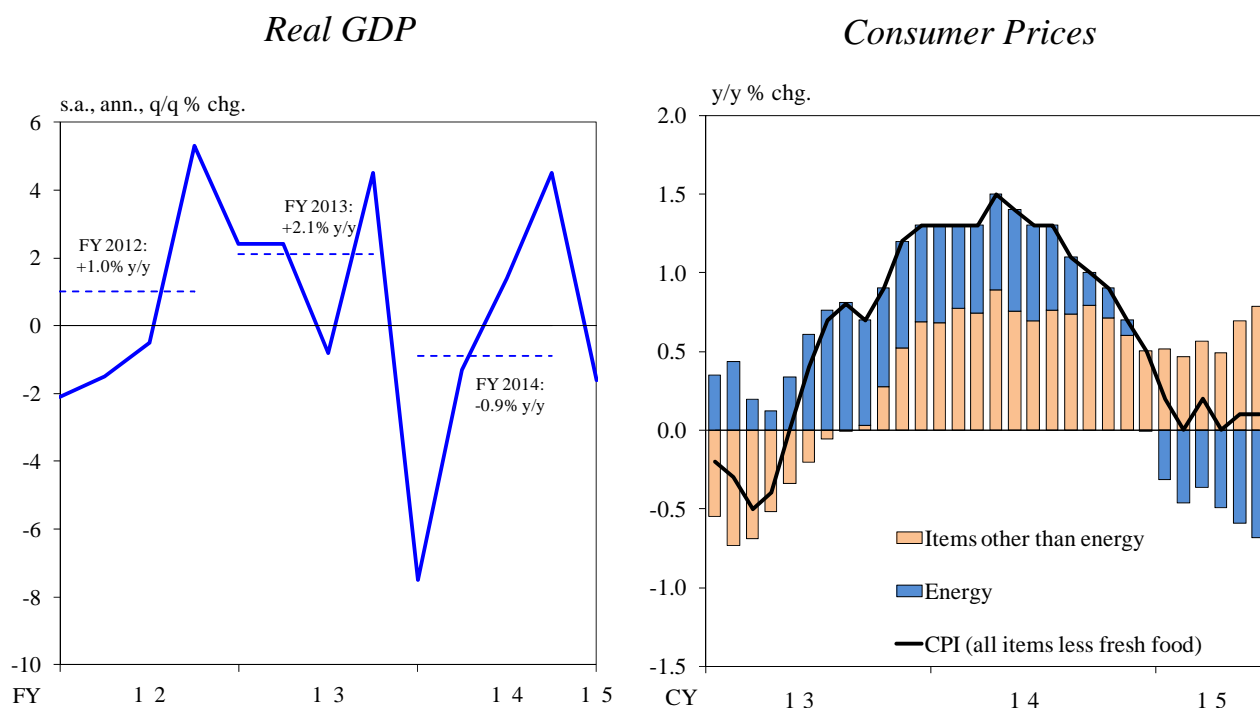 Real GDP
s.a., ann., q/q % chg.
6
4
2
0
-2
-4
-6
-8
-10
FY 2012:
+1.0% y/y
FY 2013:
+2.1% y/y
FY 2014:
-0.9% y/y
FY 1 2 1 3 1 4 1 5
Consumer Prices
y/y % chg.
2.0
1.5
1.0
0.5
0.0
-0.5
-1.0
-1.5
Items other than energy
Energy
CPI (all items less fresh food)
CY 1 3 1 4 1 5